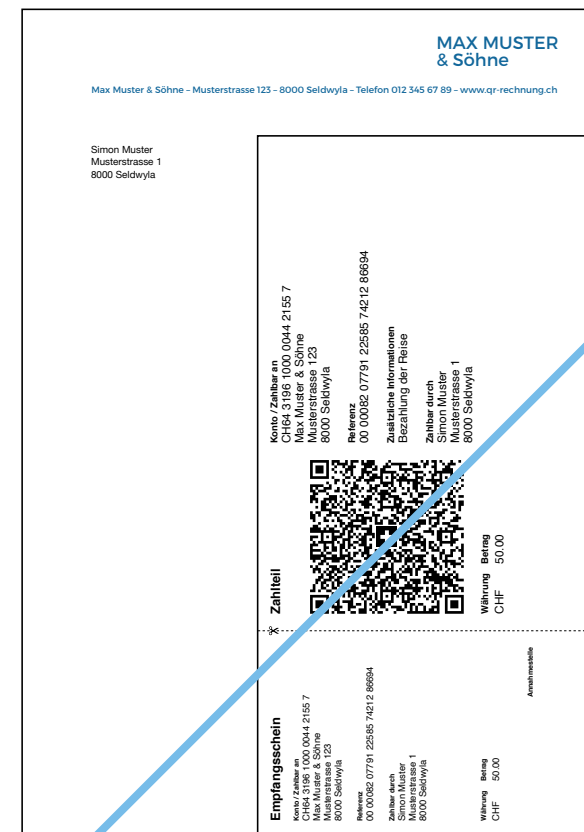 MAX MUSTER
& Söhne
Max Muster & Söhne – Musterstrasse 123 – 8000 Seldwyla – Telefon 012 345 67 89 – www.qr-rechnung.ch
Simon Muster
Musterstrasse 1
8000 Seldwyla
Zahlteil
Konto / Zahlbar an
CH64 3196 1000 0044 2155 7
Max Muster & Söhne
Musterstrasse 123
8000 Seldwyla
Referenz
00 00082 07791 22585 74212 86694
Zusätzliche Informationen
Bezahlung der Reise
Zahlbar durch
Simon Muster
Musterstrasse 1
8000 Seldwyla
Währung Betrag
CHF 50.00
Empfangsschein
Konto / Zahlbar an
CH64 3196 1000 0044 2155 7
Max Muster & Söhne
Musterstrasse 123
8000 Seldwyla
Referenz
00 00082 07791 22585 74212 86694
Zahlbar durch
Simon Muster
Musterstrasse 1
8000 Seldwyla
Währung Betrag
CHF 50.00
Annahmestelle